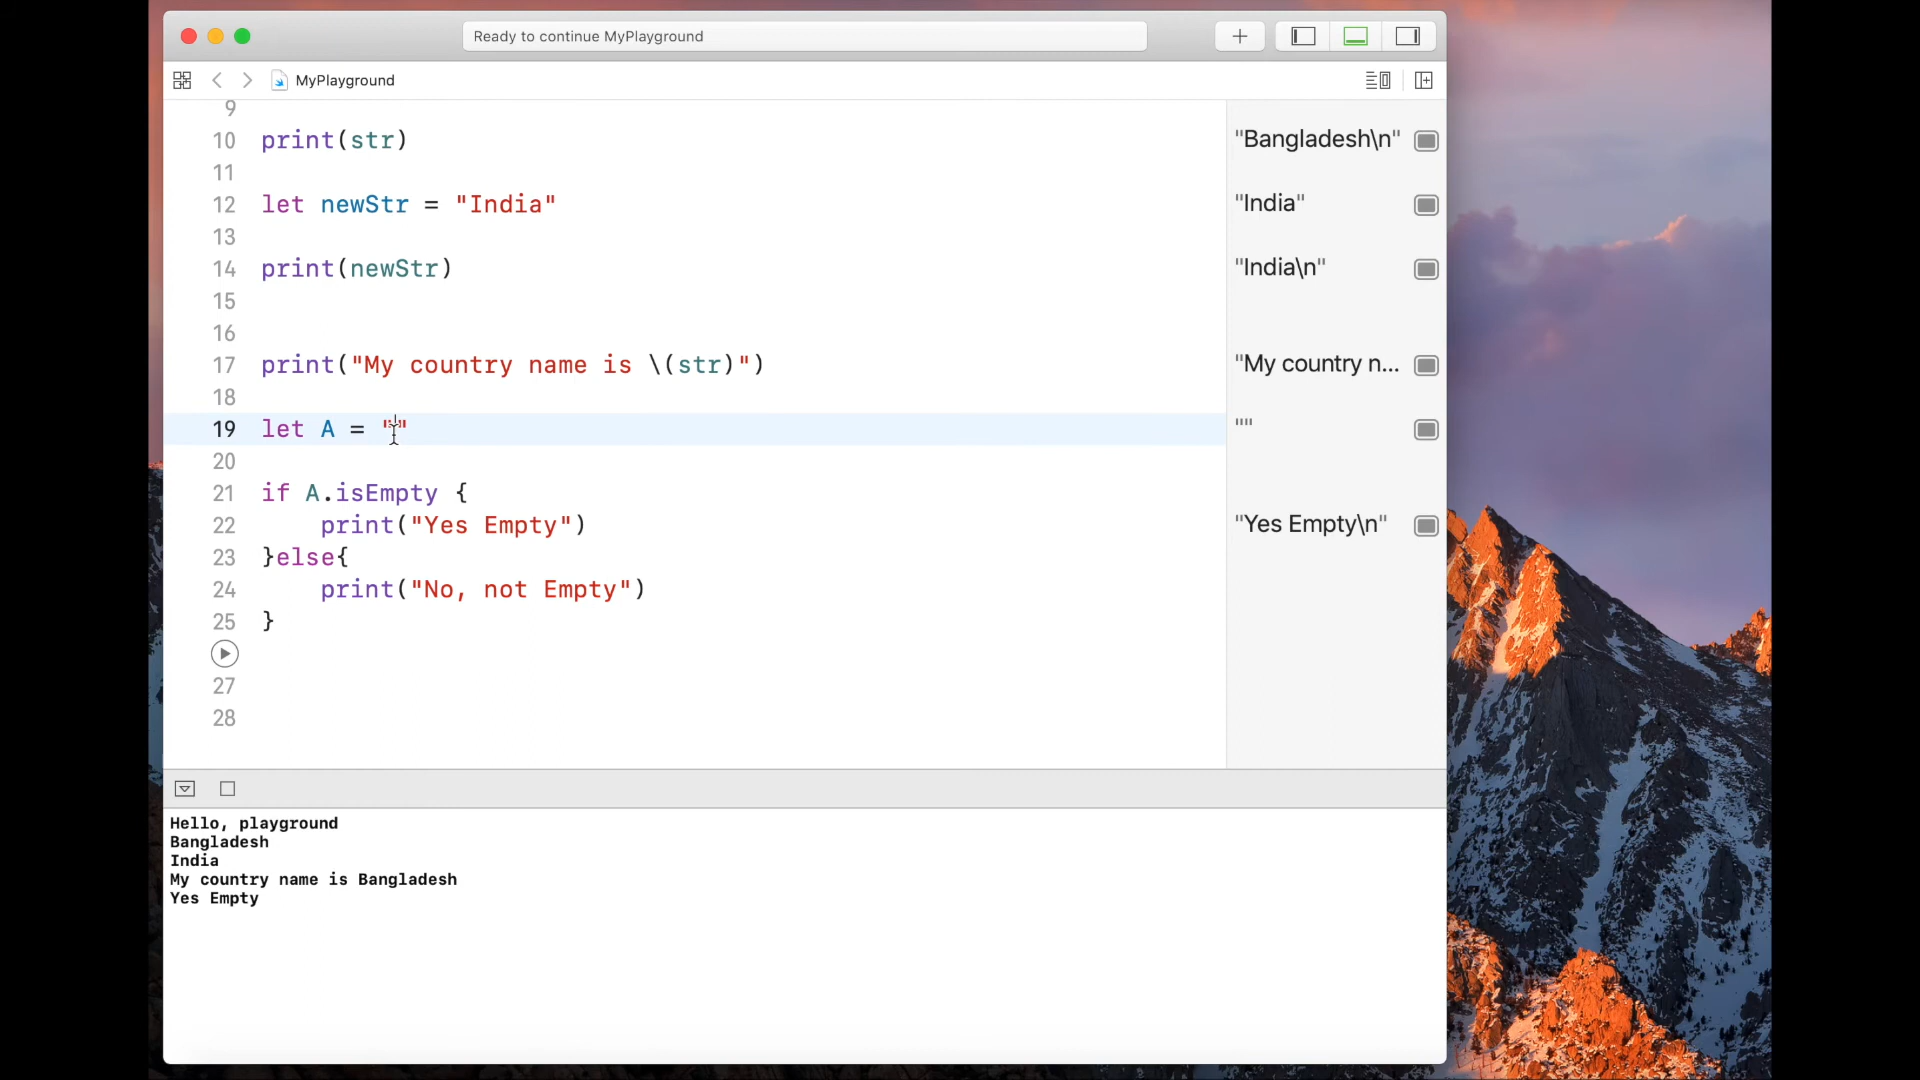 Ready to continue MyPlayground
MyPlayground
9
10 print(str) "Bangladesh\n"
11
12 let newStr = "India" "India"
13
14 print(newStr) "India\n"
15
16
17 print("My country name is \(str)") "My country n...
18
19 let A = "" ""
20
21 if A.isEmpty {
22 print("Yes Empty") "Yes Empty\n"
23 }else{
24 print("No, not Empty")
25 }
27
28
Hello, playground
Bangladesh
India
My country name is Bangladesh
Yes Empty